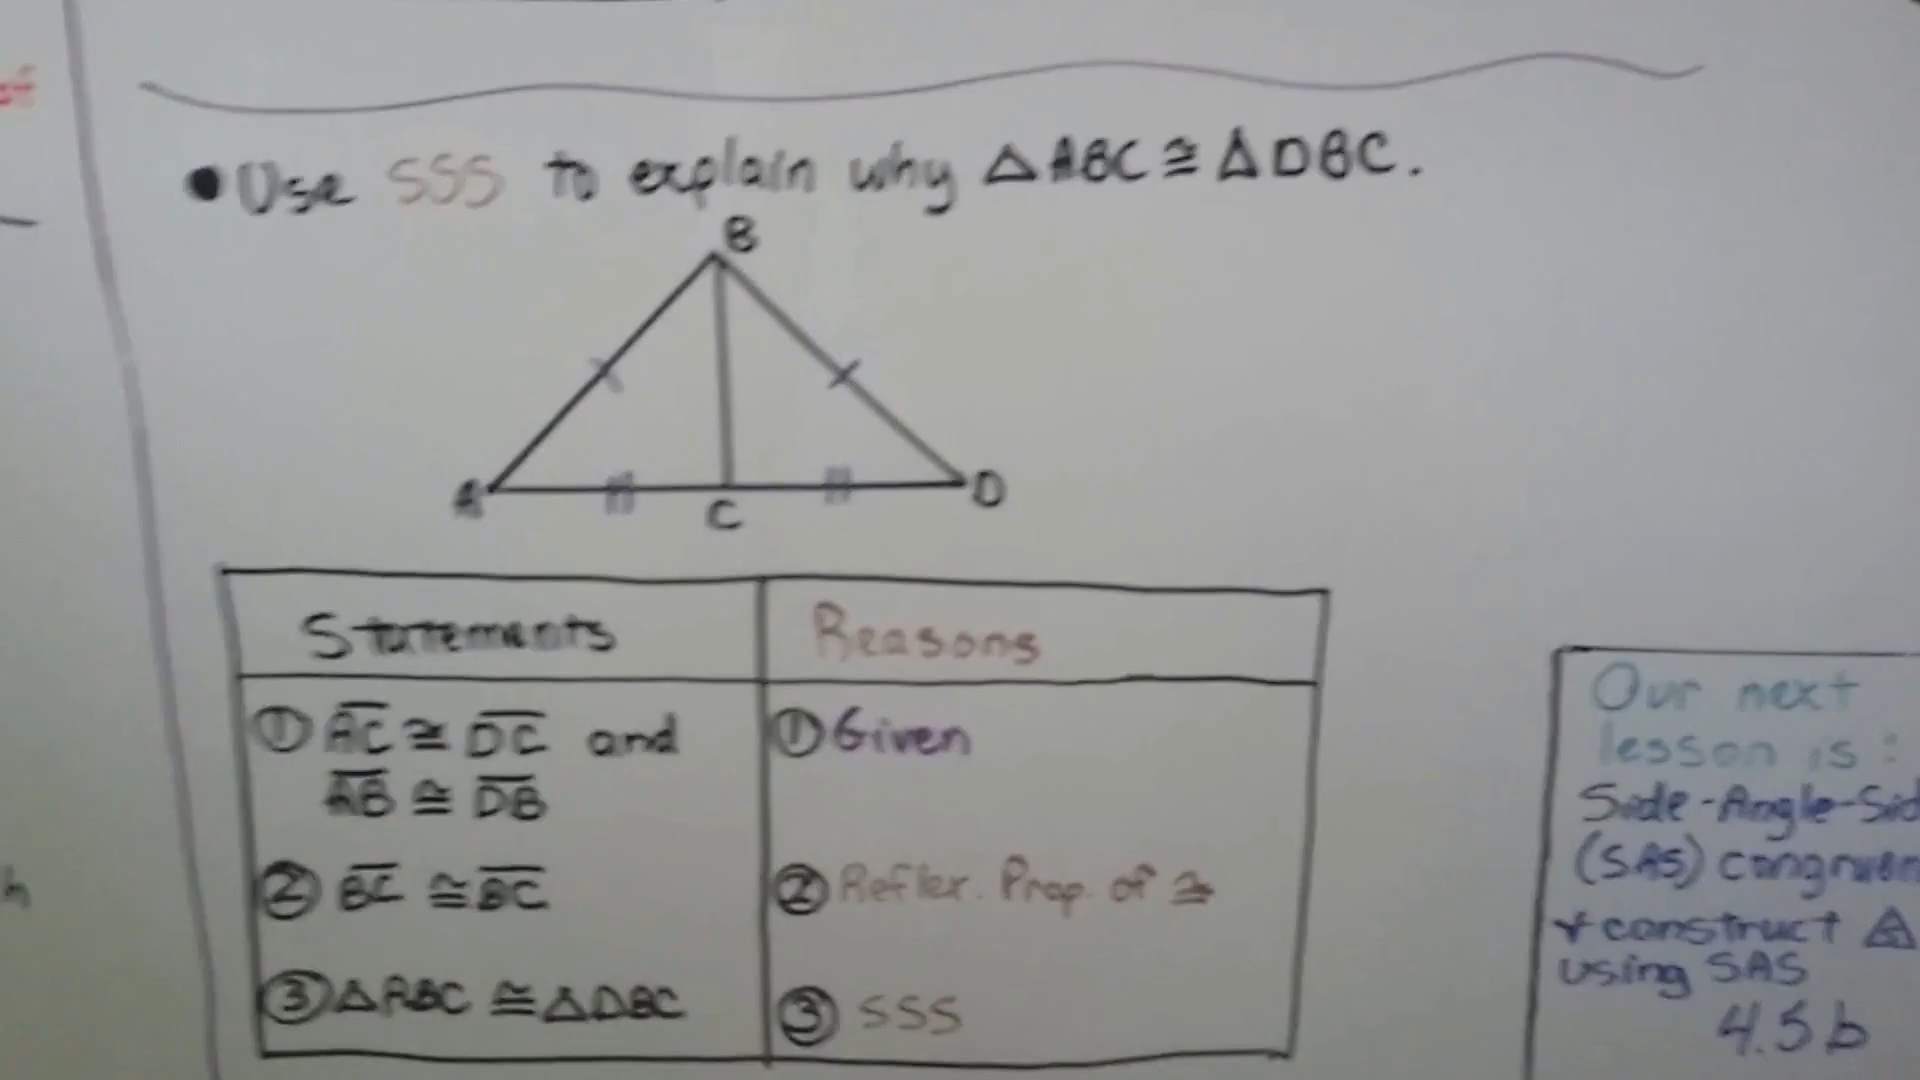 • Use SSS to explain why △ABC ≅ △DBC.
B
A
C
D
Statements
Reasons
① AC ≅ DC and
AB ≅ DB
① Given
② BC ≅ BC
② Reflex. Prop. of ≅
③ △ABC ≅ △DBC
③ SSS
Our next
lesson is:
Side-Angle-Sid
(SAS) congruen
+ construct △
using SAS
4.5b